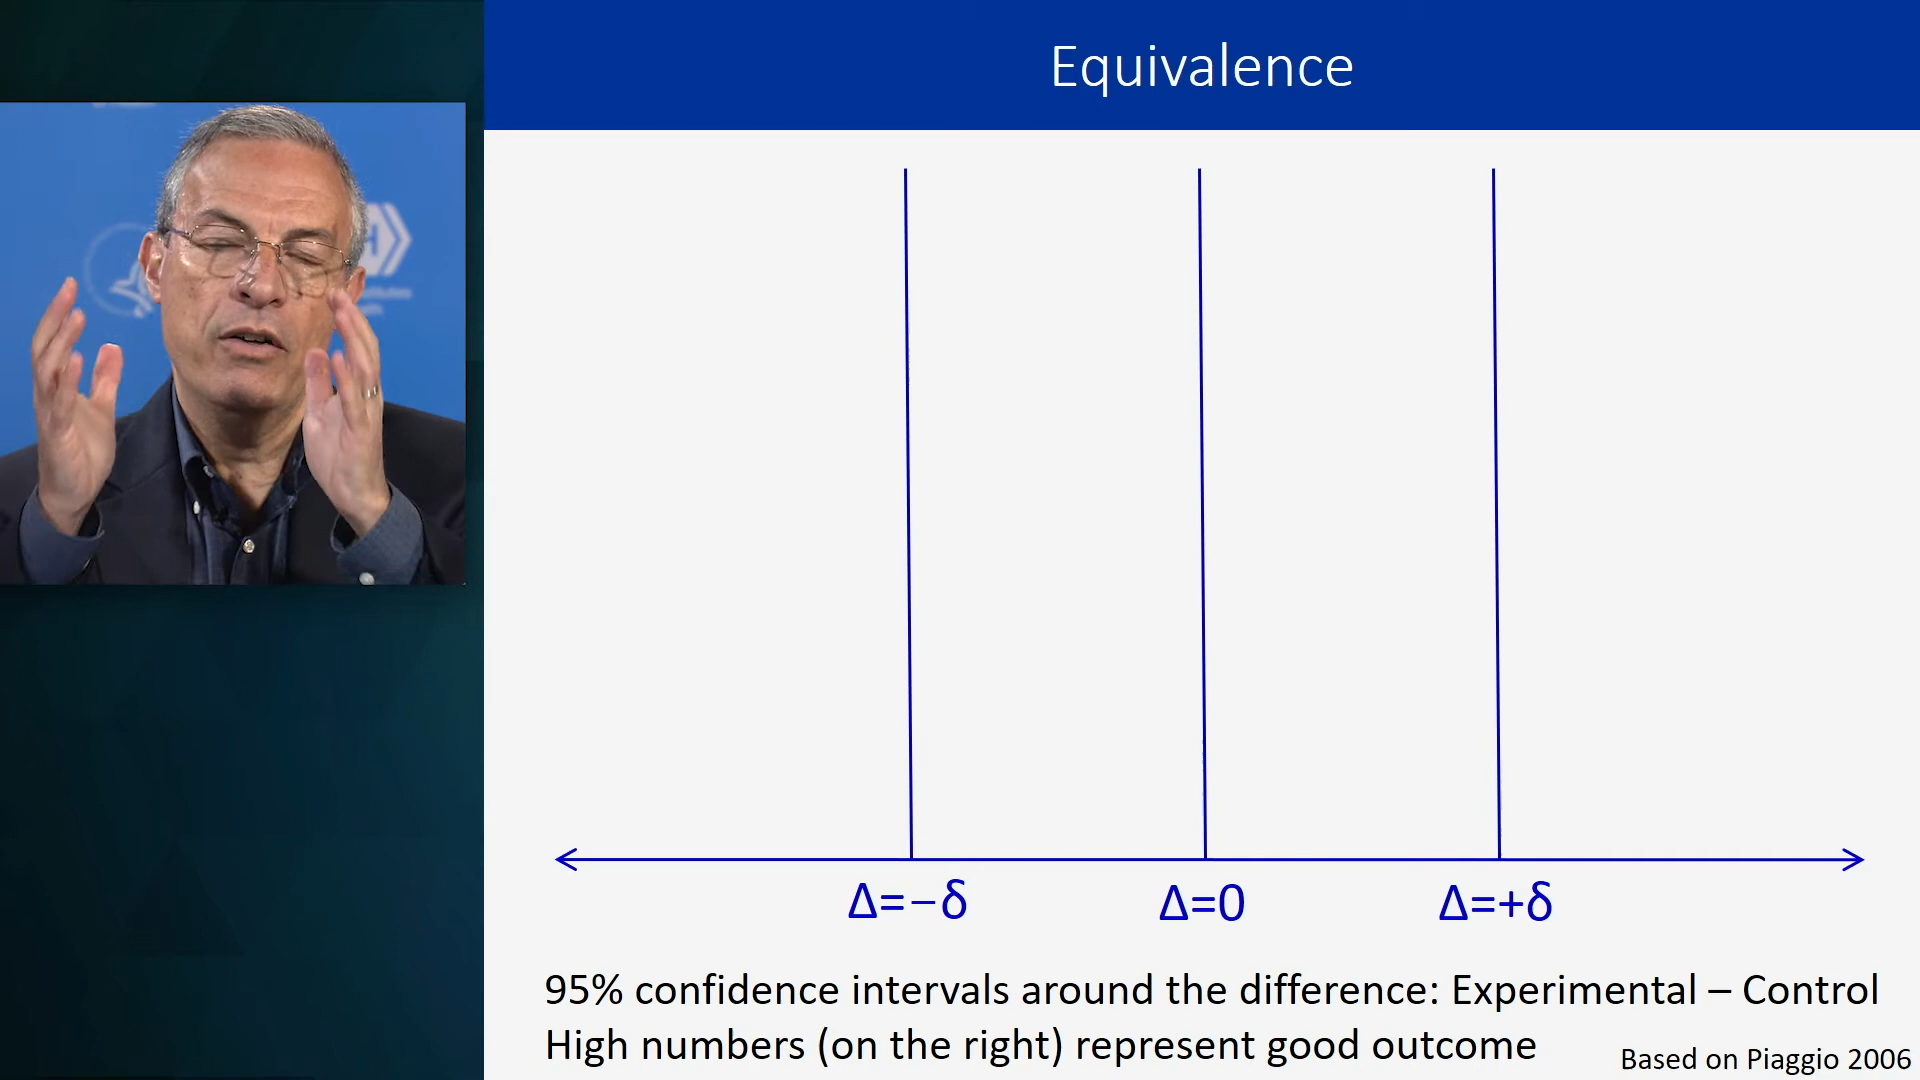 Equivalence
Δ=−δ
Δ=0
Δ=+δ
95% confidence intervals around the difference: Experimental – Control
High numbers (on the right) represent good outcome
Based on Piaggio 2006